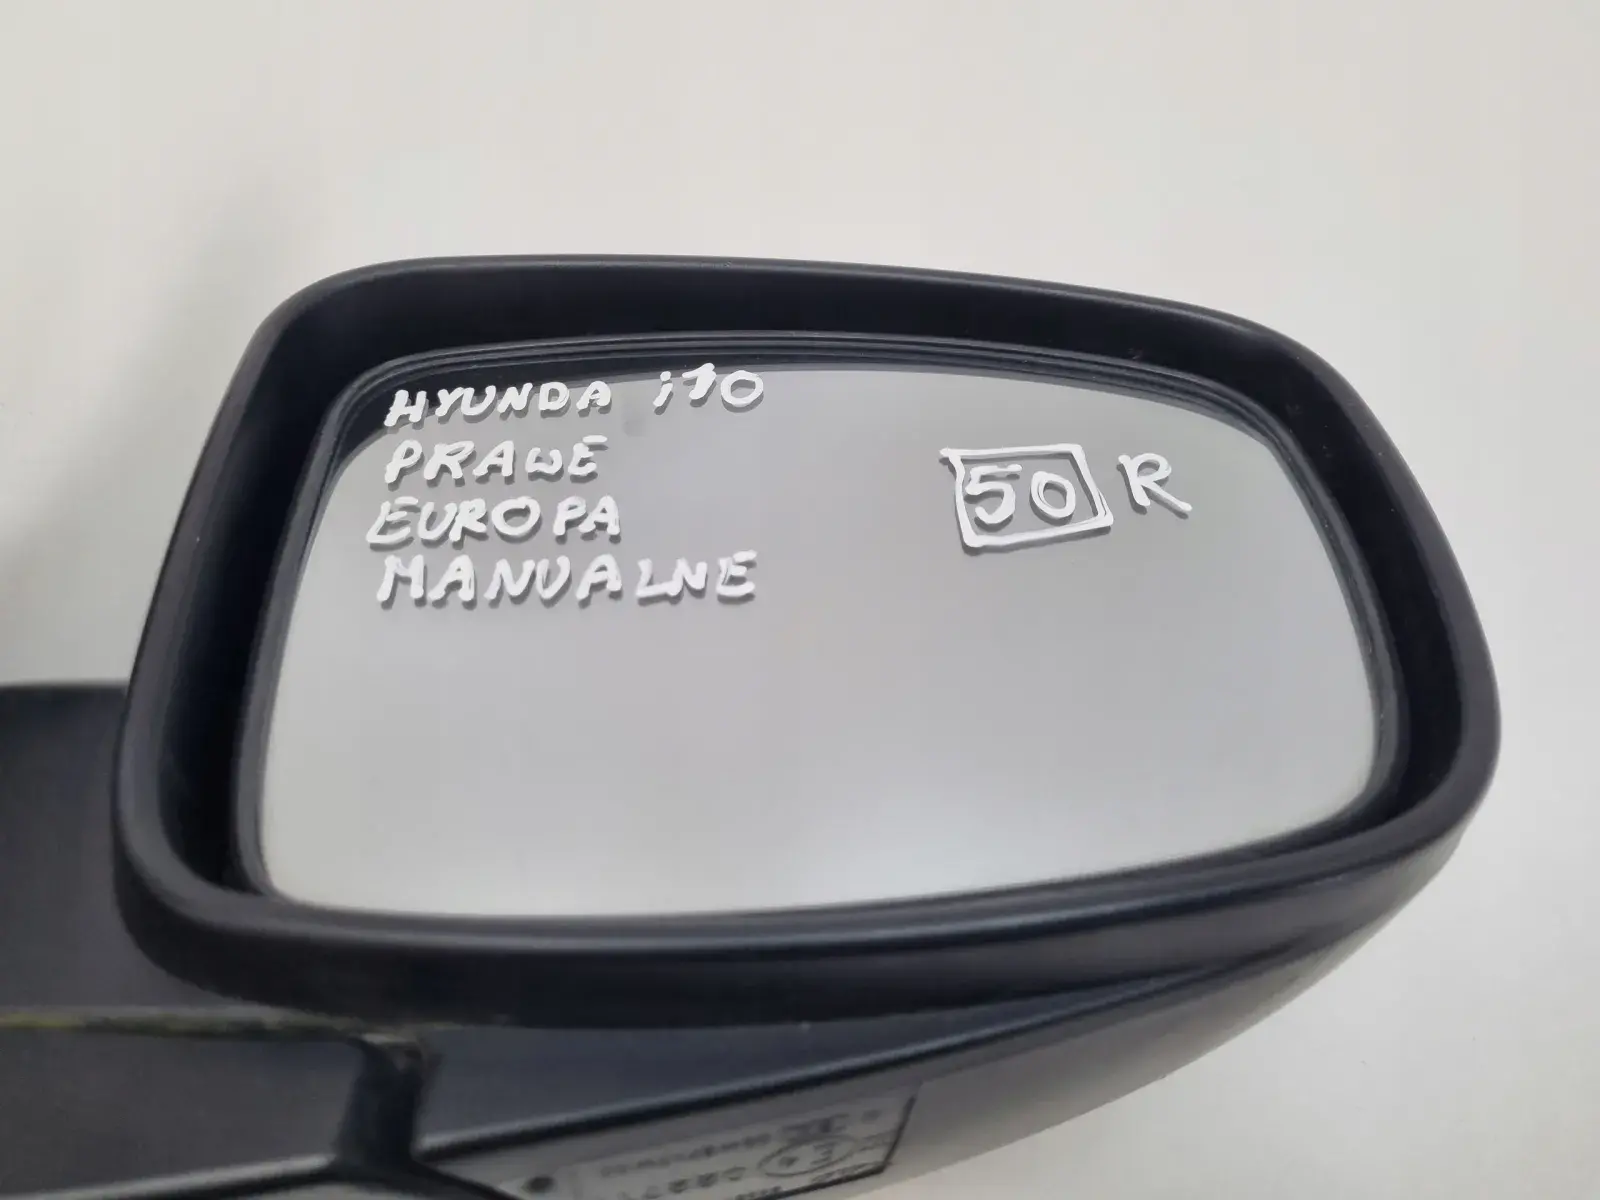 HYUNDA i10
PRAWE
EUROPA
MANUALNE
50 R